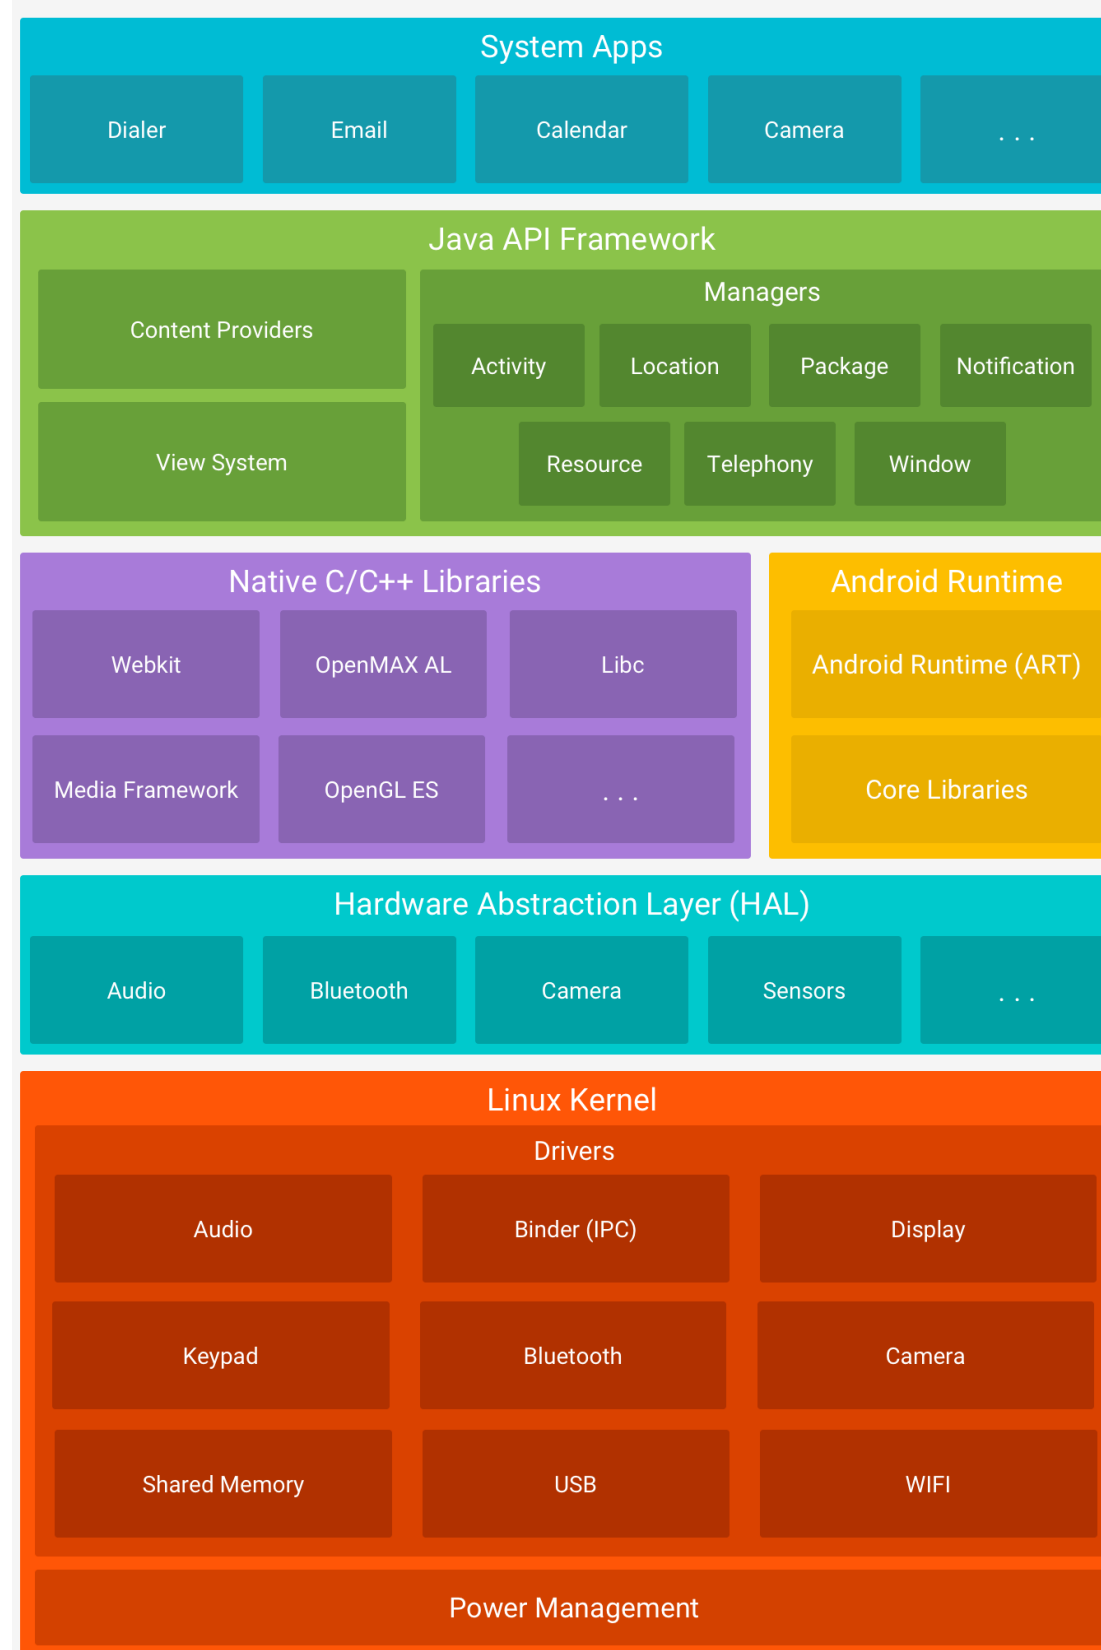 System Apps
Dialer
Email
Calendar
Camera
. . .
Java API Framework
Content Providers
View System
Managers
Activity
Location
Package
Notification
Resource
Telephony
Window
Native C/C++ Libraries
Webkit
OpenMAX AL
Libc
Media Framework
OpenGL ES
. . .
Android Runtime
Android Runtime (ART)
Core Libraries
Hardware Abstraction Layer (HAL)
Audio
Bluetooth
Camera
Sensors
. . .
Linux Kernel
Drivers
Audio
Binder (IPC)
Display
Keypad
Bluetooth
Camera
Shared Memory
USB
WIFI
Power Management